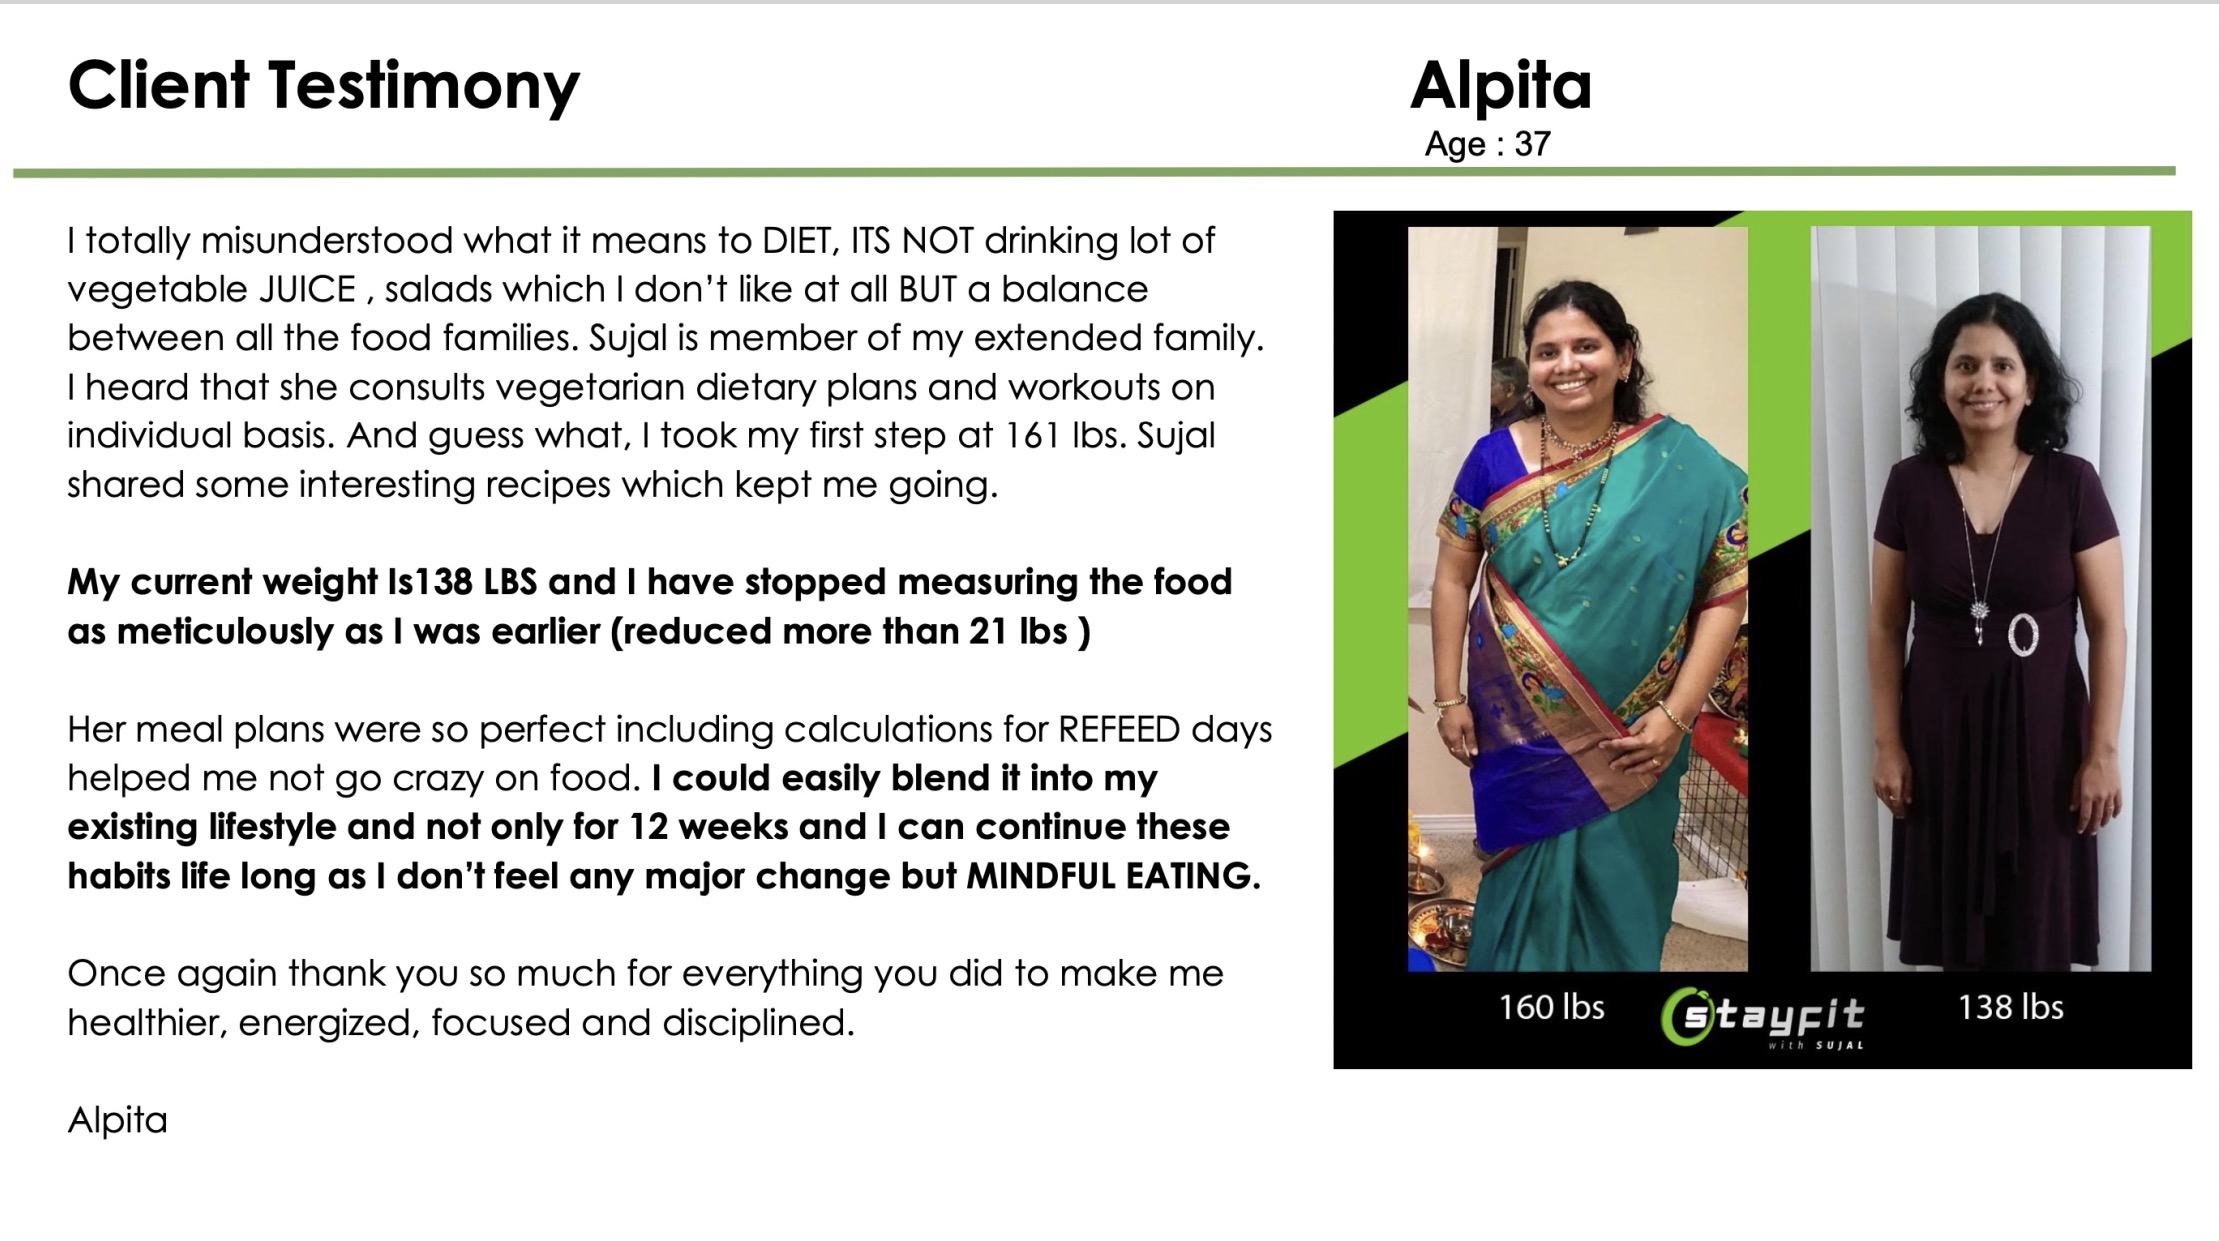 Client Testimony
Alpita
Age : 37
I totally misunderstood what it means to DIET, ITS NOT drinking lot of
vegetable JUICE , salads which I don’t like at all BUT a balance
between all the food families. Sujal is member of my extended family.
I heard that she consults vegetarian dietary plans and workouts on
individual basis. And guess what, I took my first step at 161 lbs. Sujal
shared some interesting recipes which kept me going.
My current weight Is138 LBS and I have stopped measuring the food
as meticulously as I was earlier (reduced more than 21 lbs )
Her meal plans were so perfect including calculations for REFEED days
helped me not go crazy on food. I could easily blend it into my
existing lifestyle and not only for 12 weeks and I can continue these
habits life long as I don’t feel any major change but MINDFUL EATING.
Once again thank you so much for everything you did to make me
healthier, energized, focused and disciplined.
Alpita
160 lbs
stayfit
with SUJAL
138 lbs